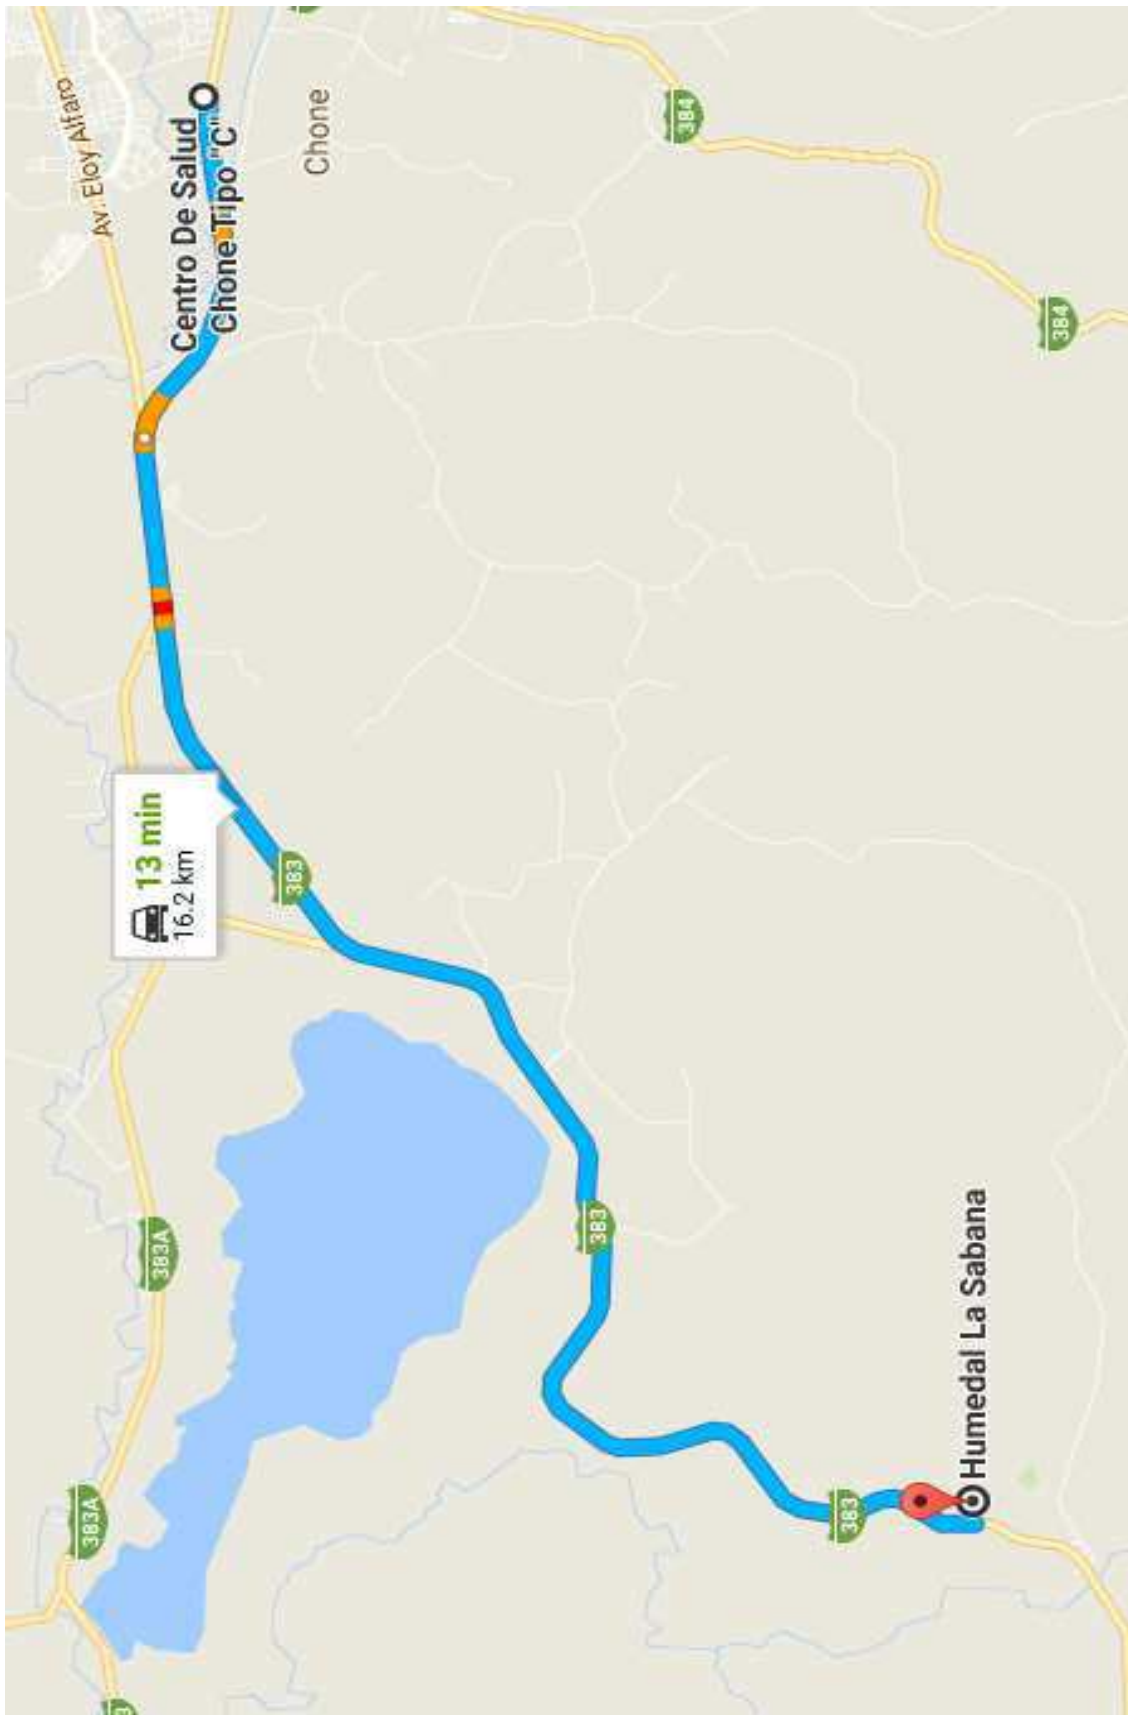 Av. Eloy Alfaro
383A
383A
13 min
16.2 km
Centro De Salud
Chone Tipo "C"
383
Chone
383
384
383
Humedal La Sabana
384